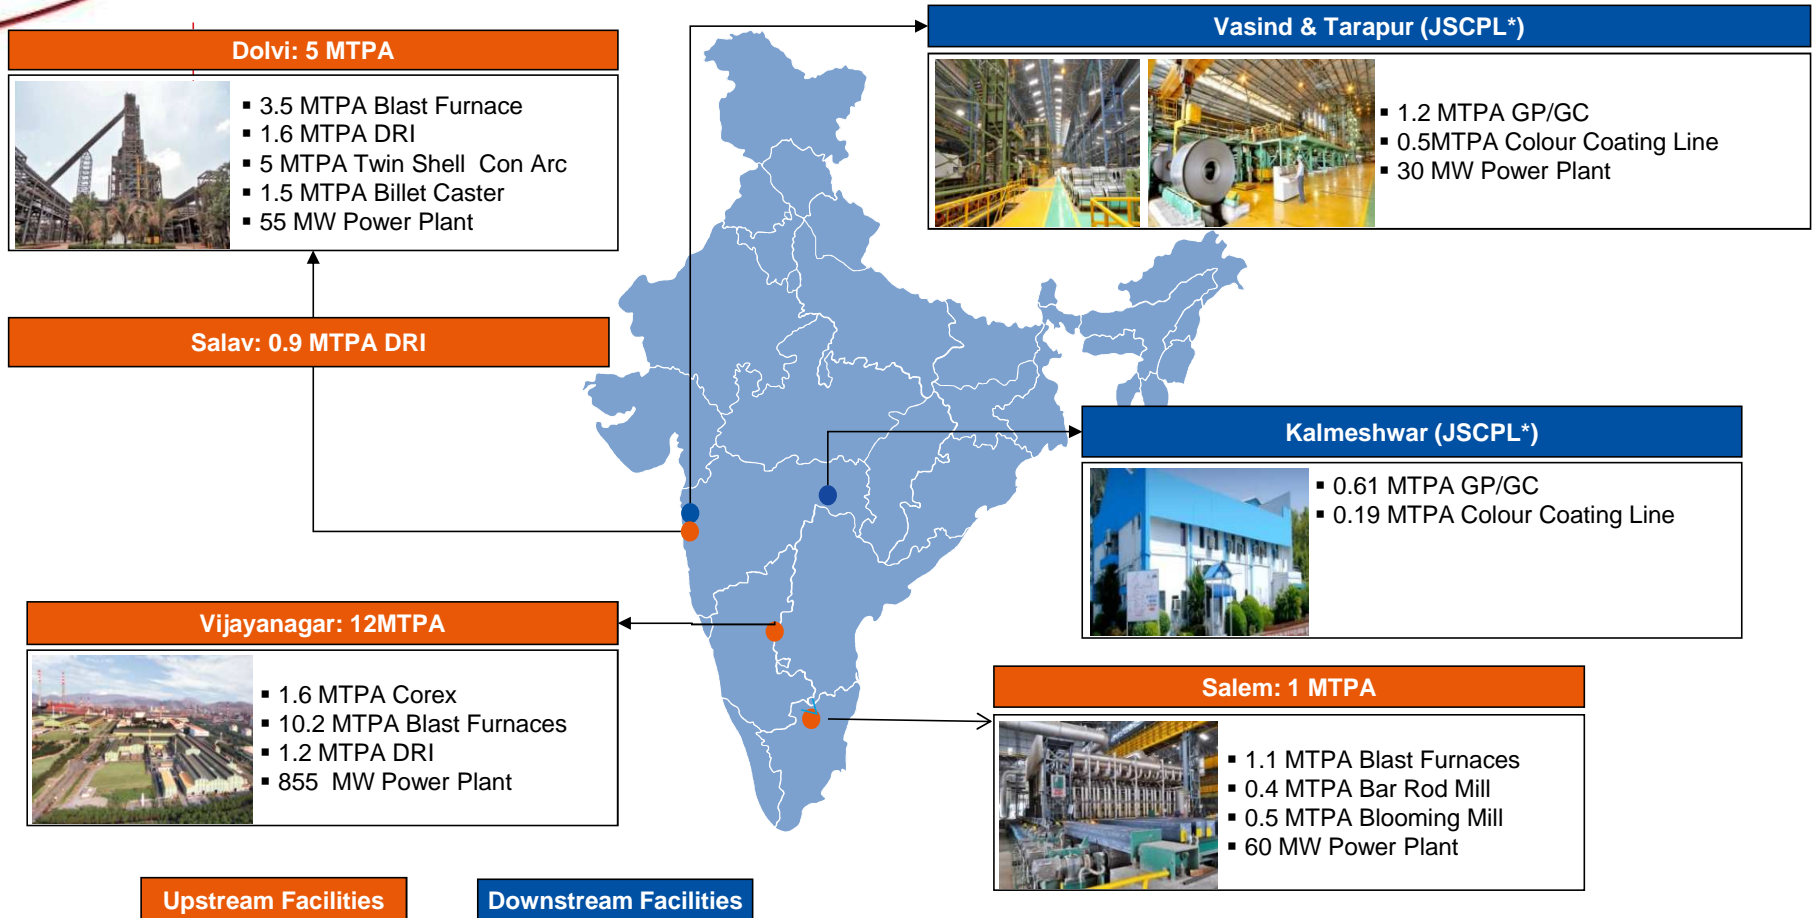 Dolvi: 5 MTPA
▪ 3.5 MTPA Blast Furnace
▪ 1.6 MTPA DRI
▪ 5 MTPA Twin Shell  Con Arc
▪ 1.5 MTPA Billet Caster
▪ 55 MW Power Plant
Salav: 0.9 MTPA DRI
Vijayanagar: 12MTPA
▪ 1.6 MTPA Corex
▪ 10.2 MTPA Blast Furnaces
▪ 1.2 MTPA DRI
▪ 855  MW Power Plant
Vasind & Tarapur (JSCPL*)
▪ 1.2 MTPA GP/GC
▪ 0.5MTPA Colour Coating Line
▪ 30 MW Power Plant
Kalmeshwar (JSCPL*)
▪ 0.61 MTPA GP/GC
▪ 0.19 MTPA Colour Coating Line
Salem: 1 MTPA
▪ 1.1 MTPA Blast Furnaces
▪ 0.4 MTPA Bar Rod Mill
▪ 0.5 MTPA Blooming Mill
▪ 60 MW Power Plant
Upstream Facilities
Downstream Facilities